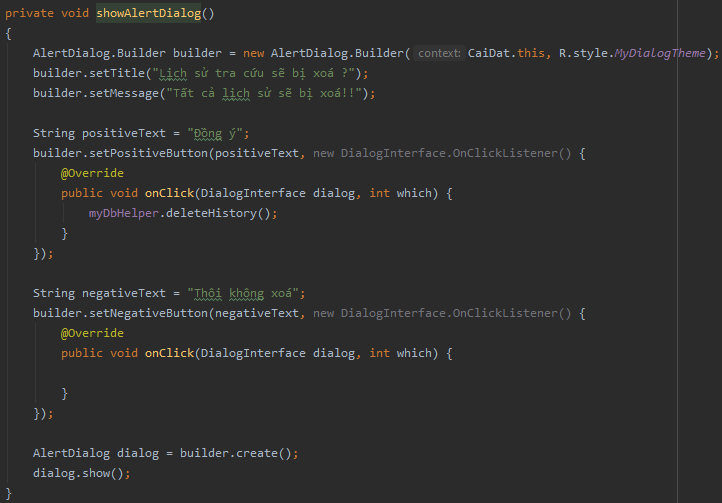 private void showAlertDialog()
{
    AlertDialog.Builder builder = new AlertDialog.Builder( context: CaiDat.this, R.style.MyDialogTheme);
    builder.setTitle("Lịch sử tra cứu sẽ bị xoá ?");
    builder.setMessage("Tất cả lịch sử sẽ bị xoá!!");

    String positiveText = "Đồng ý";
    builder.setPositiveButton(positiveText, new DialogInterface.OnClickListener() {
        @Override
        public void onClick(DialogInterface dialog, int which) {
            myDbHelper.deleteHistory();
        }
    });

    String negativeText = "Thôi không xoá";
    builder.setNegativeButton(negativeText, new DialogInterface.OnClickListener() {
        @Override
        public void onClick(DialogInterface dialog, int which) {

        }
    });

    AlertDialog dialog = builder.create();
    dialog.show();
}